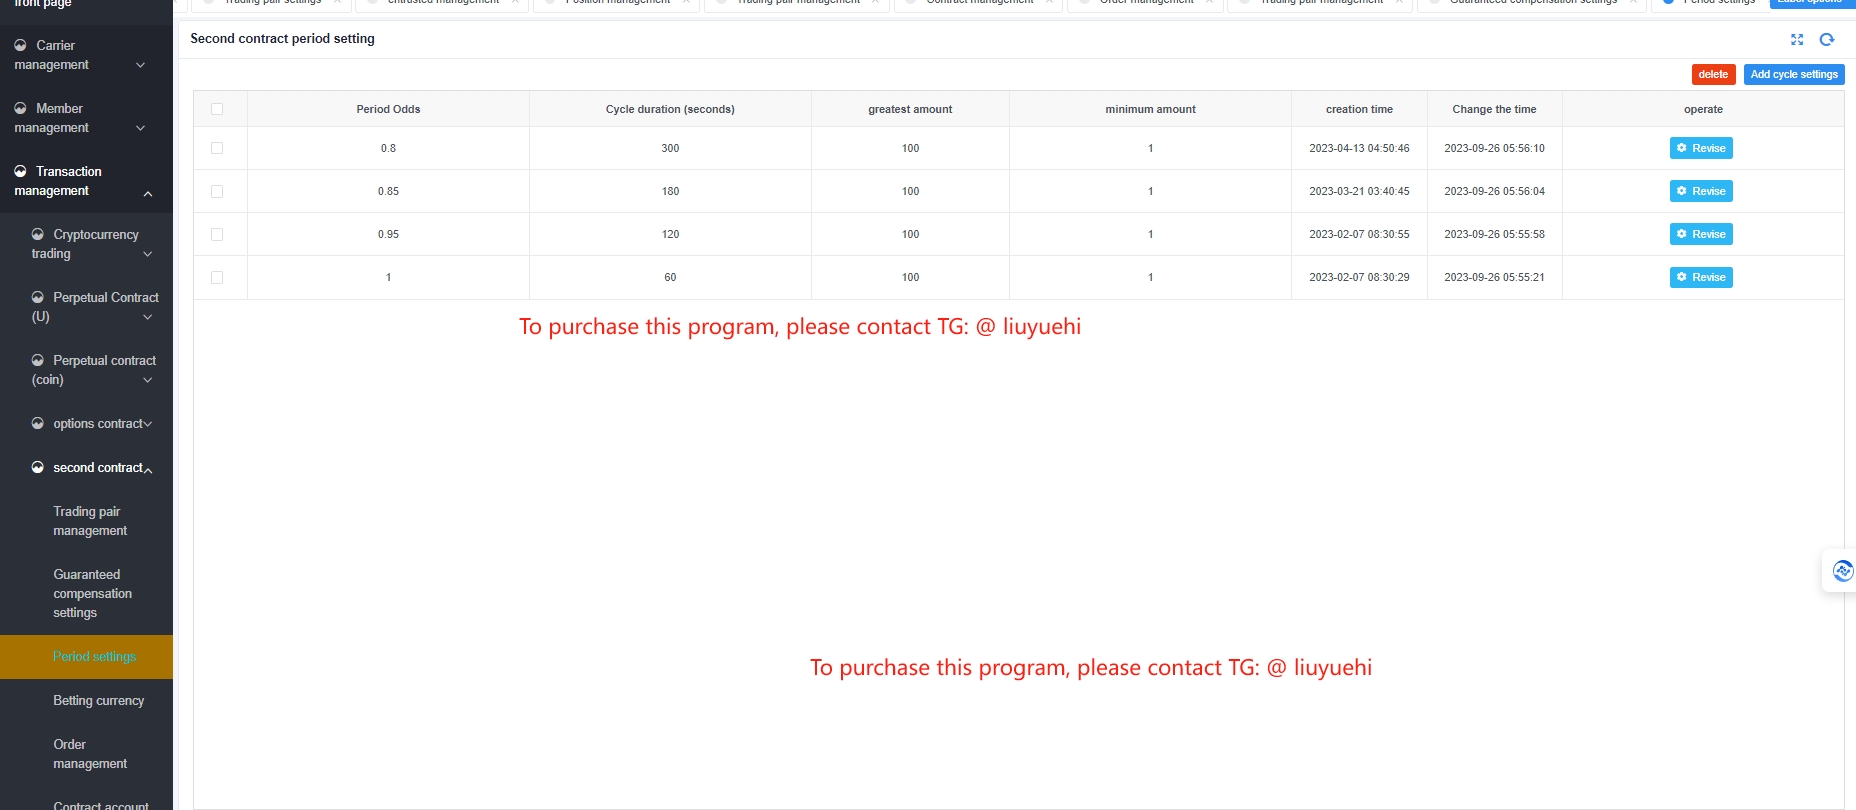 front page
Trading pair settings
entrusted management
Position management
Trading pair management
Contract management
Order management
Trading pair management
Guaranteed compensation settings
Period settings
Label options
Second contract period setting
delete
Add cycle settings
Period Odds Cycle duration (seconds) greatest amount minimum amount creation time Change the time operate
0.8 300 100 1 2023-04-13 04:50:46 2023-09-26 05:56:10 Revise
0.85 180 100 1 2023-03-21 03:40:45 2023-09-26 05:56:04 Revise
0.95 120 100 1 2023-02-07 08:30:55 2023-09-26 05:55:58 Revise
1 60 100 1 2023-02-07 08:30:29 2023-09-26 05:55:21 Revise
To purchase this program, please contact TG: @ liuyuehi
To purchase this program, please contact TG: @ liuyuehi
Carrier
management
Member
management
Transaction
management
Cryptocurrency
trading
Perpetual Contract
(U)
Perpetual contract
(coin)
options contract
second contract
Trading pair
management
Guaranteed
compensation
settings
Period settings
Betting currency
Order
management
Contract account